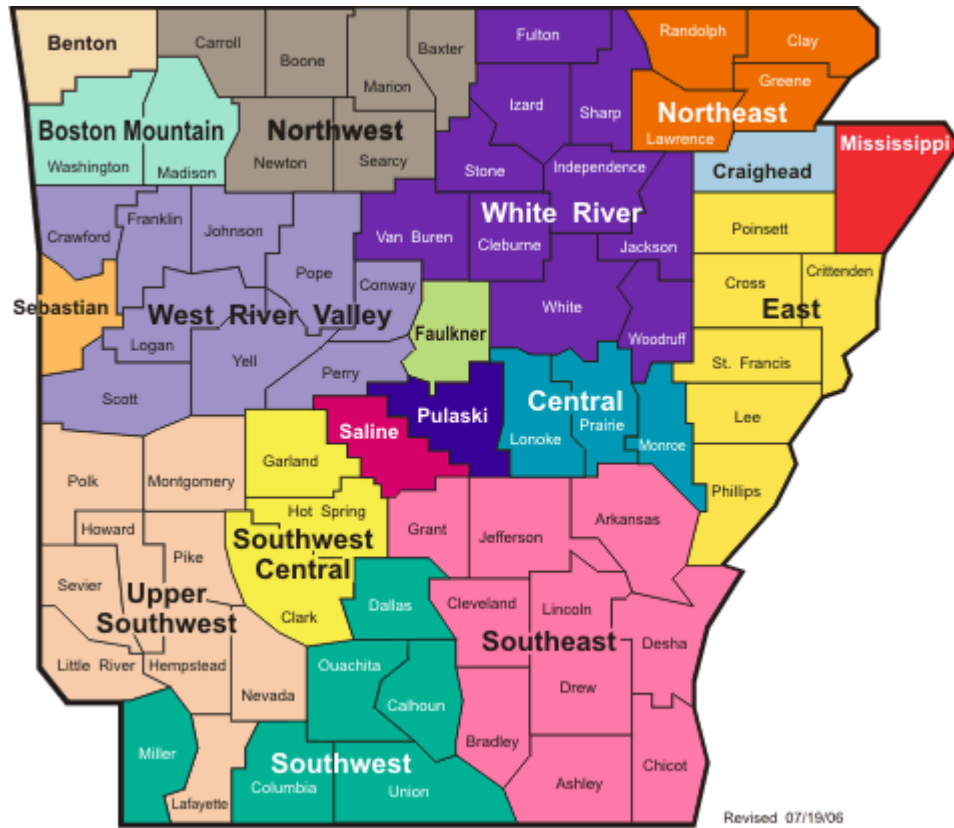 Benton
Carroll
Boone
Marion
Baxter
Fulton
Randolph
Clay
Greene
Izard
Sharp
Northeast
Lawrence
Boston Mountain
Washington
Madison
Northwest
Newton
Searcy
Stone
Independence
Craighead
Mississippi
White River
Van Buren
Cleburne
Jackson
Poinsett
Crawford
Franklin
Johnson
Pope
Conway
Cross
Crittenden
East
Sebastian
West River Valley
Logan
Yell
Perry
Scott
Faulkner
White
Woodruff
St. Francis
Lee
Phillips
Saline
Pulaski
Central
Lonoke
Prairie
Monroe
Garland
Polk
Montgomery
Hot Spring
Southwest
Central
Clark
Howard
Pike
Sevier
Upper
Southwest
Little River
Hempstead
Nevada
Grant
Jefferson
Arkansas
Dallas
Cleveland
Lincoln
Southeast
Desha
Ouachita
Calhoun
Drew
Bradley
Ashley
Chicot
Miller
Lafayette
Southwest
Columbia
Union
Revised 07/19/06